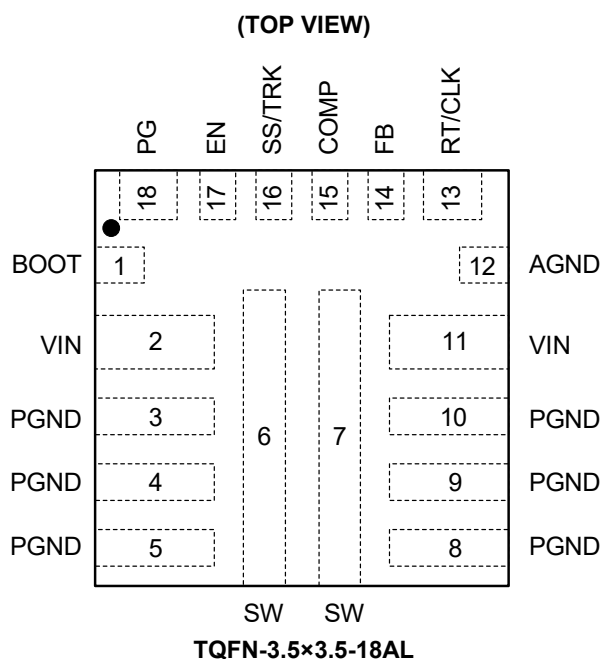 (TOP VIEW)
PG EN SS/TRK COMP FB RT/CLK
18 17 16 15 14 13
BOOT 1 12 AGND
VIN 2 11 VIN
PGND 3 10 PGND
6 7
PGND 4 9 PGND
PGND 5 8 PGND
SW SW
TQFN-3.5×3.5-18AL